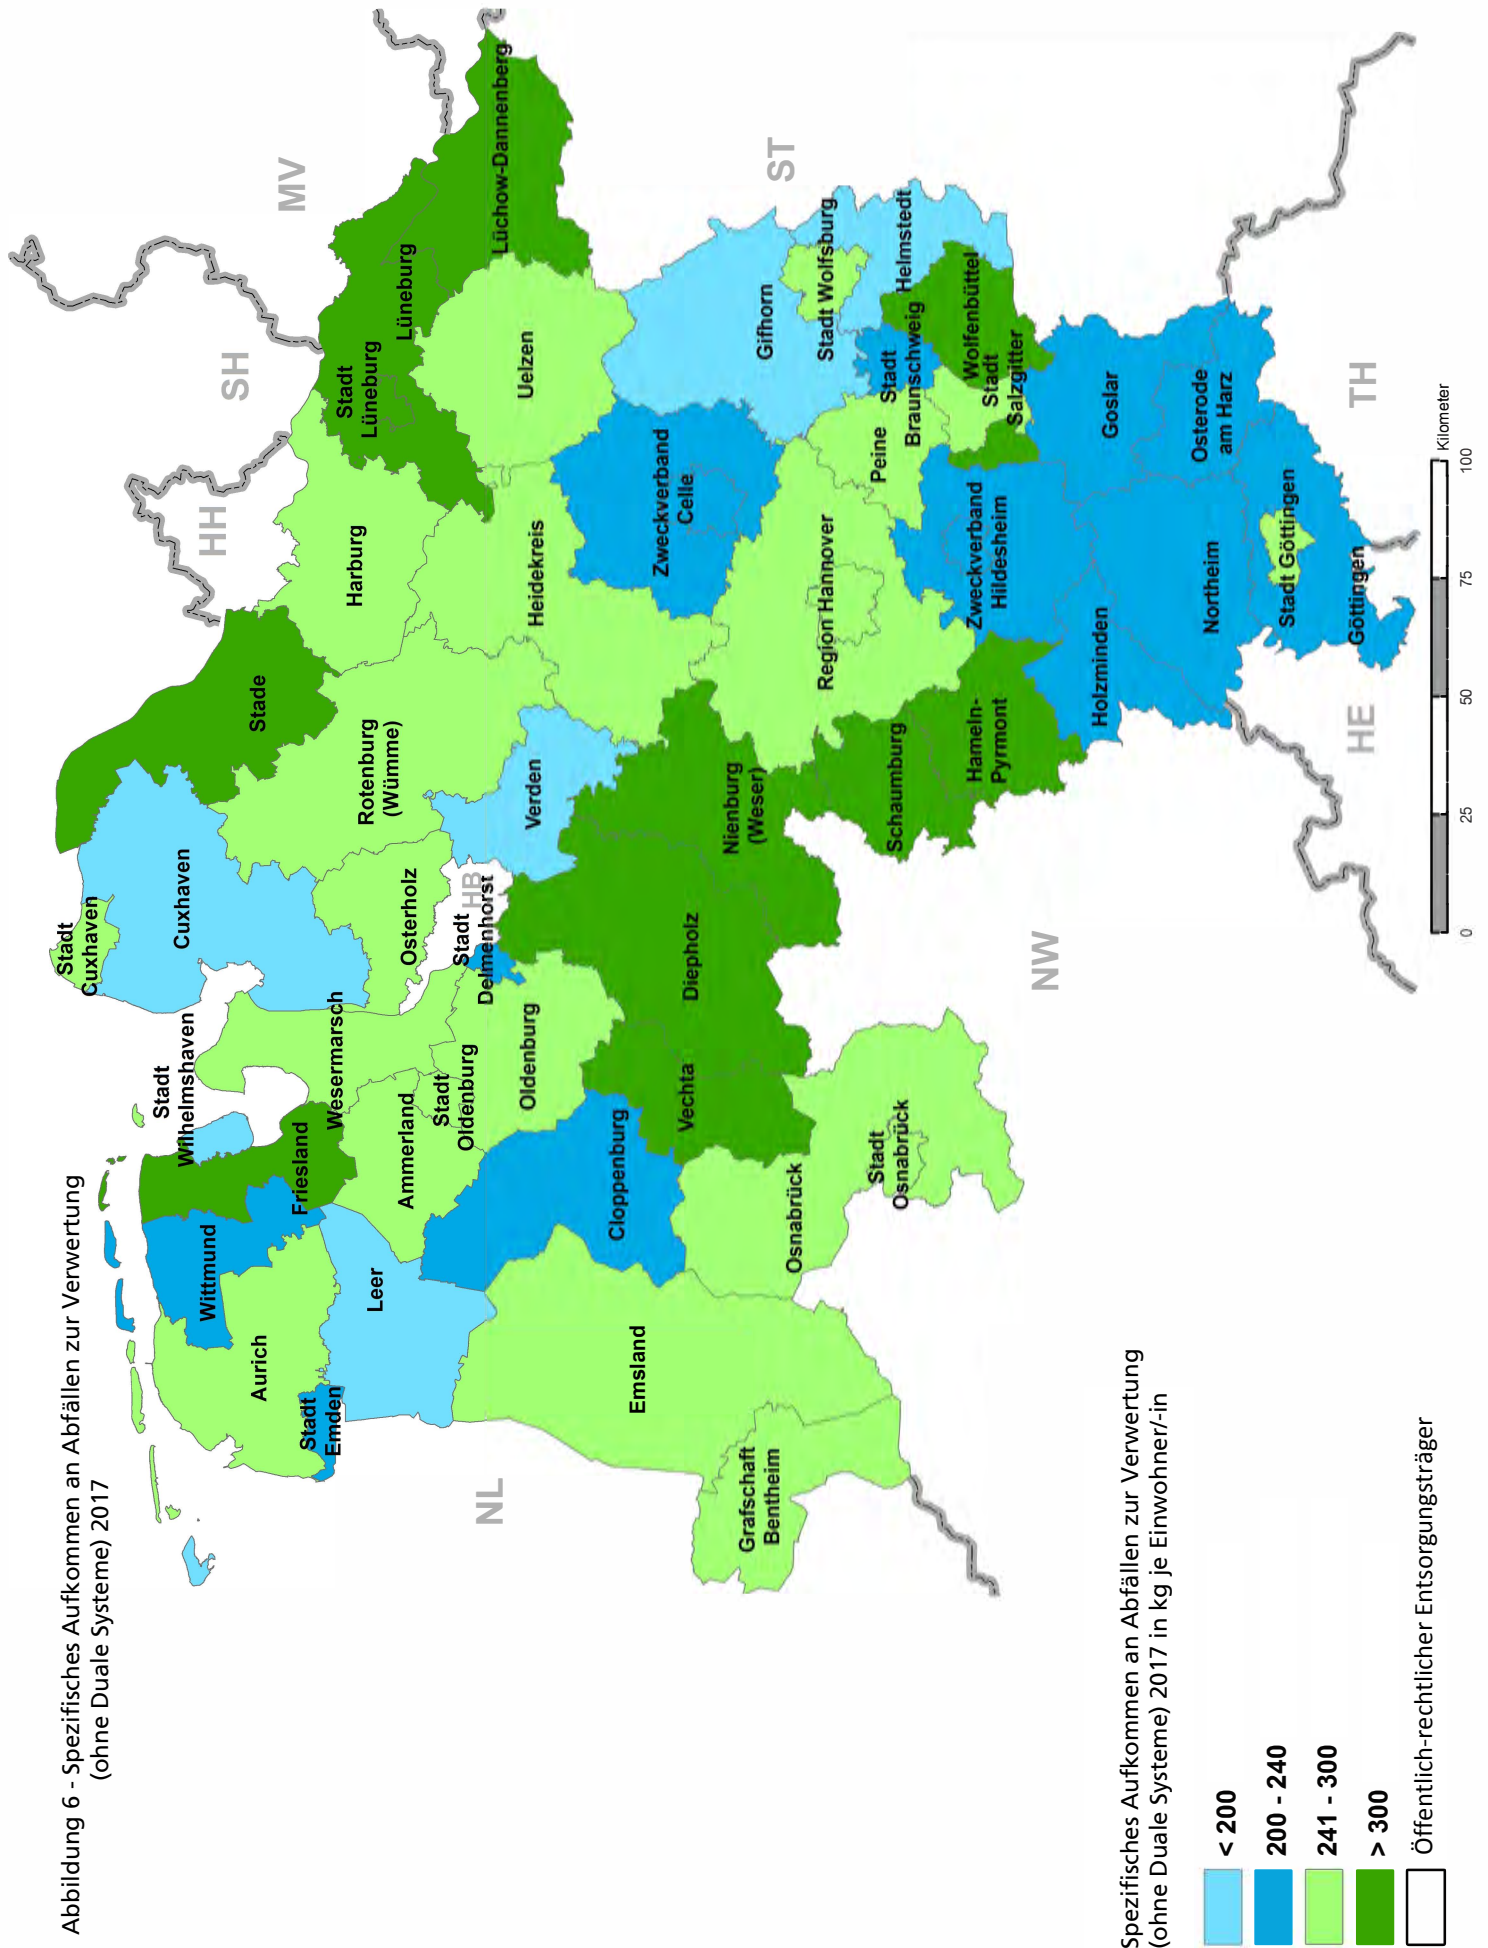 Abbildung 6 - Spezifisches Aufkommen an Abfällen zur Verwertung
(ohne Duale Systeme) 2017
MV
SH
HH
ST
HB
NL
NW
HE
TH
Stadt
Cuxhaven
Cuxhaven
Stade
Stadt
Wilhelmshaven
Wittmund
Friesland
Aurich
Stadt
Emden
Leer
Wesermarsch
Ammerland
Stadt
Oldenburg
Oldenburg
Osterholz
Stadt
Delmenhorst
Rotenburg
(Wümme)
Verden
Harburg
Stadt
Lüneburg
Lüneburg
Lüchow-Dannenberg
Uelzen
Heidekreis
Zweckverband
Celle
Gifhorn
Stadt Wolfsburg
Helmstedt
Stadt
Braunschweig
Wolfenbüttel
Stadt
Salzgitter
Peine
Region Hannover
Nienburg
(Weser)
Diepholz
Vechta
Cloppenburg
Emsland
Grafschaft
Bentheim
Osnabrück
Stadt
Osnabrück
Schaumburg
Hameln-
Pyrmont
Zweckverband
Hildesheim
Holzminden
Northeim
Goslar
Osterode
am Harz
Stadt Göttingen
Göttingen
Spezifisches Aufkommen an Abfällen zur Verwertung
(ohne Duale Systeme) 2017 in kg je Einwohner/-in
< 200
200 - 240
241 - 300
> 300
Öffentlich-rechtlicher Entsorgungsträger
0 25 50 75 100
Kilometer